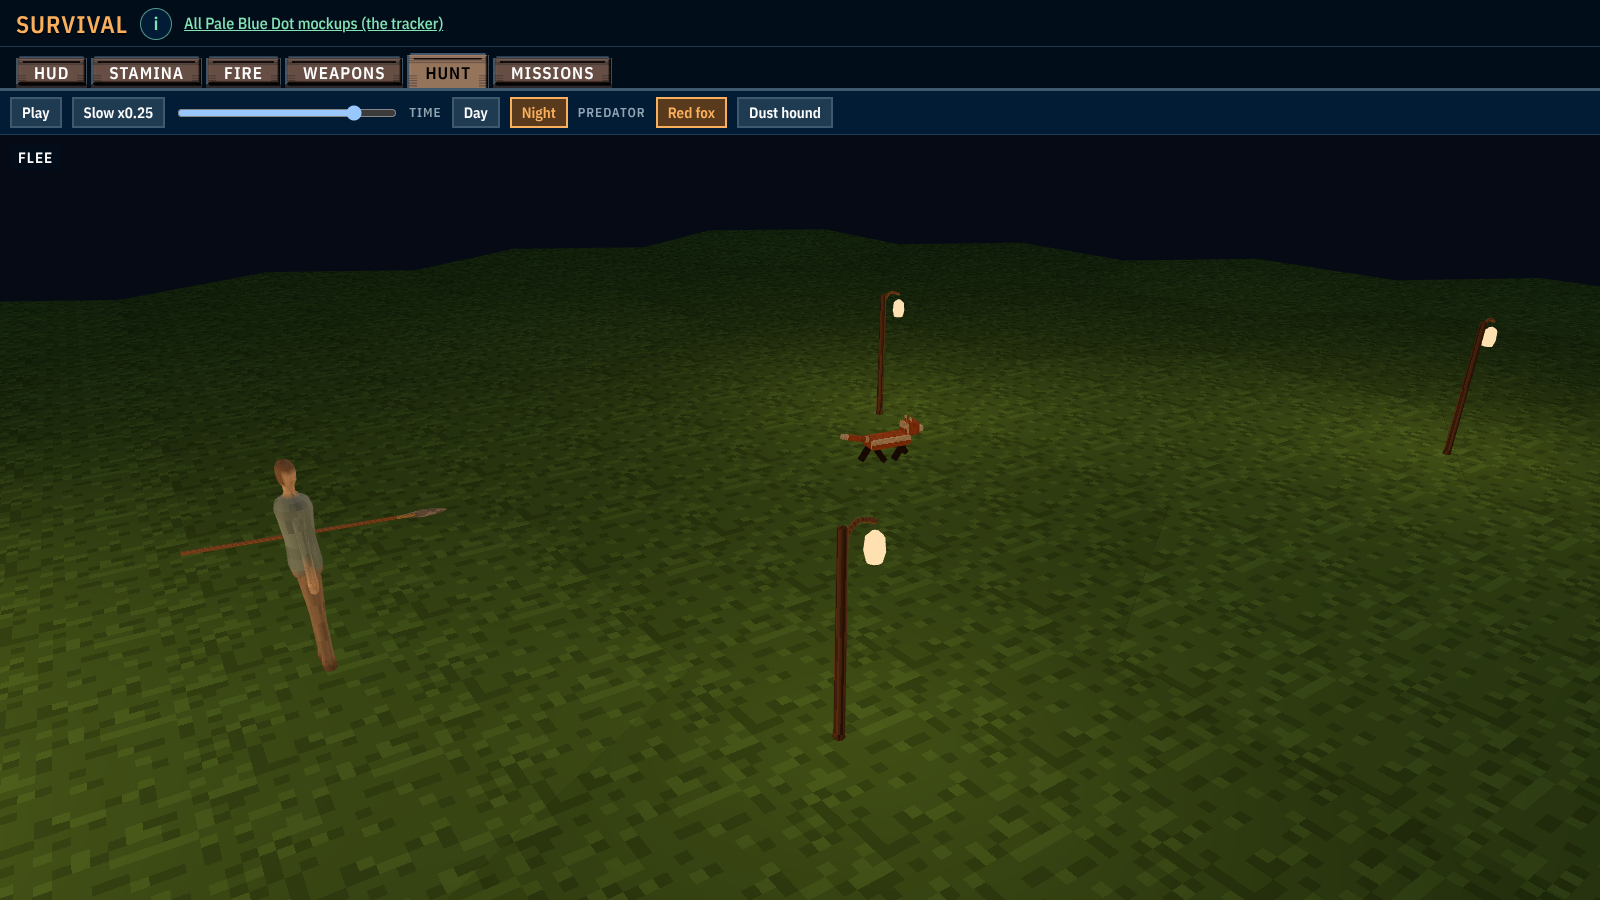 SURVIVAL i All Pale Blue Dot mockups (the tracker)
HUD STAMINA FIRE WEAPONS HUNT MISSIONS
Play Slow x0.25 TIME Day Night PREDATOR Red fox Dust hound
FLEE